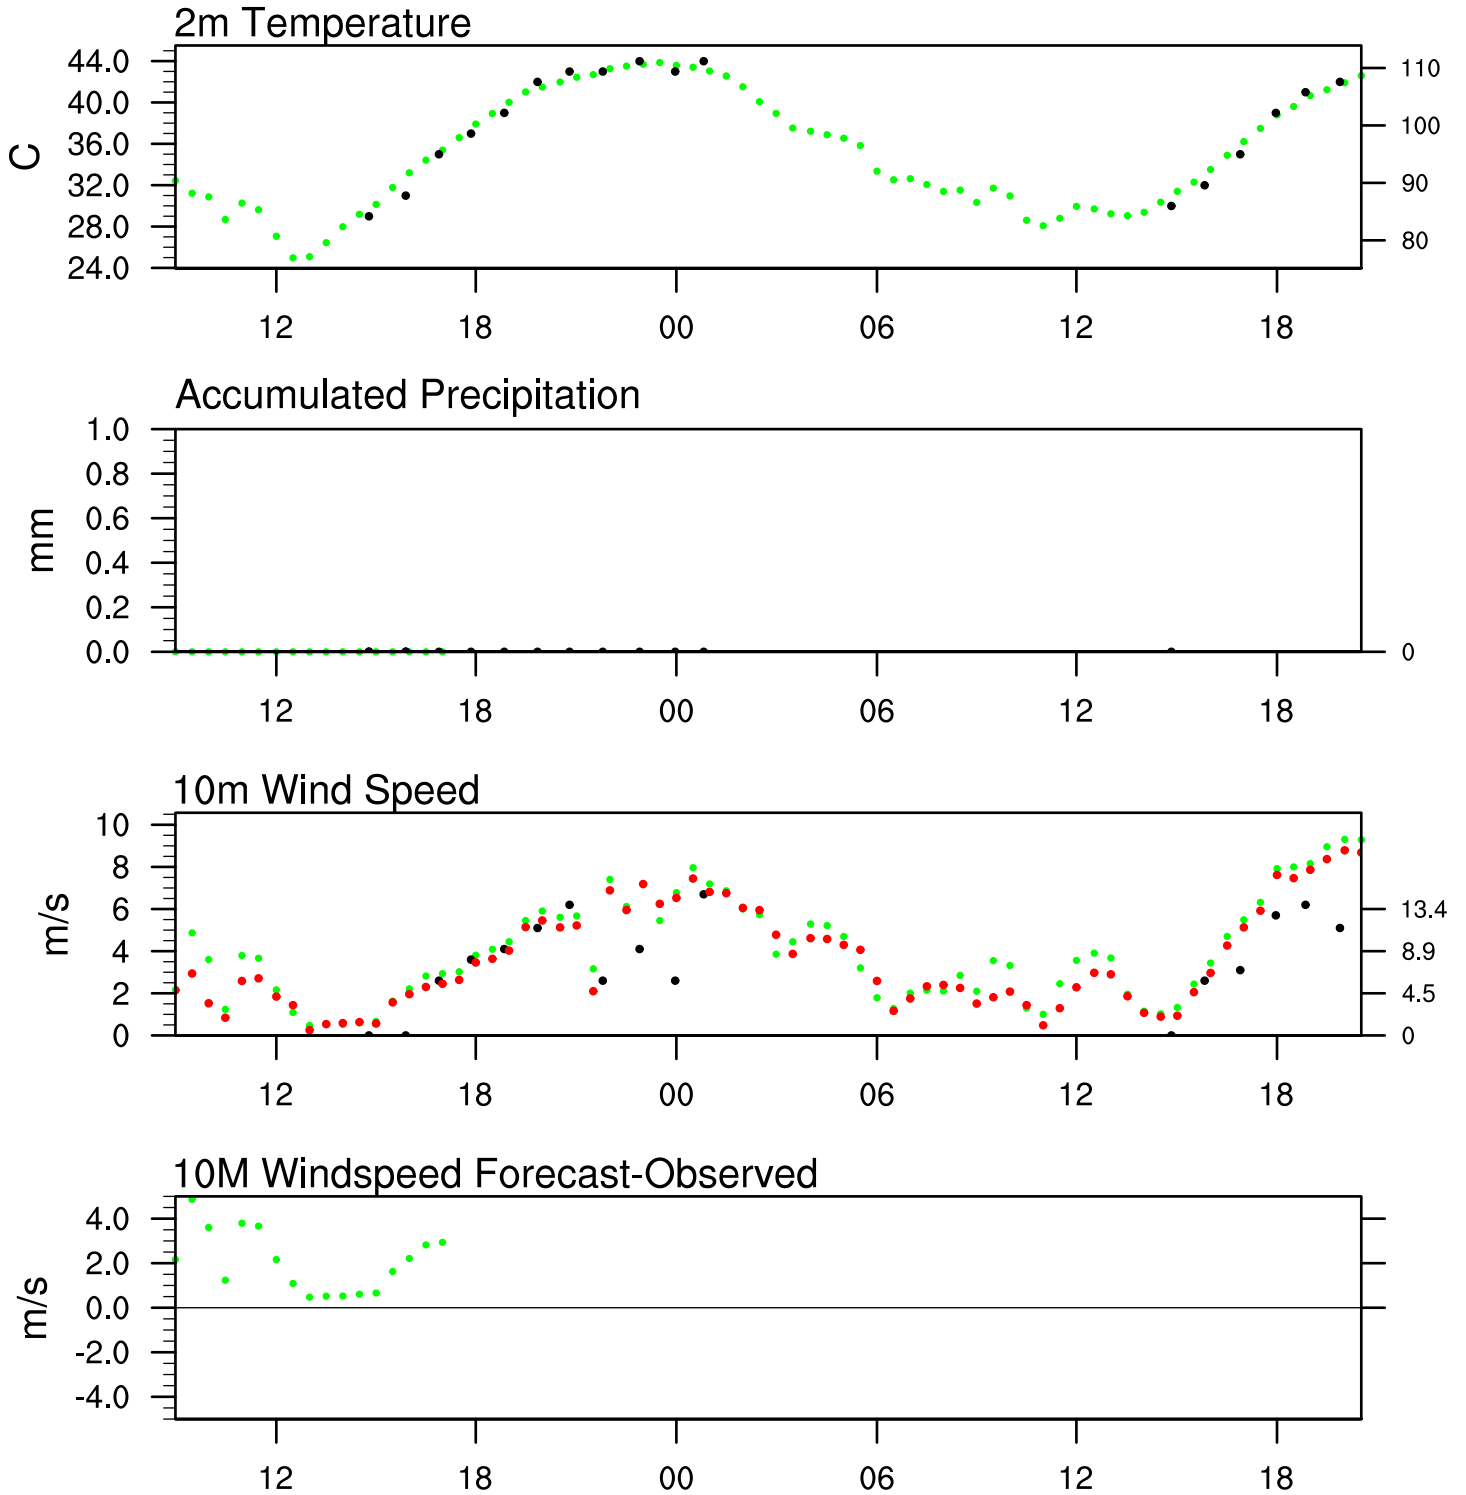 2m Temperature
44.0
40.0
36.0
32.0
28.0
24.0
C
110
100
90
80
12 18 00 06 12 18
Accumulated Precipitation
1.0
0.8
0.6
0.4
0.2
0.0
mm
0
12 18 00 06 12 18
10m Wind Speed
10
8
6
4
2
0
m/s
13.4
8.9
4.5
0
12 18 00 06 12 18
10M Windspeed Forecast-Observed
4.0
2.0
0.0
-2.0
-4.0
m/s
12 18 00 06 12 18